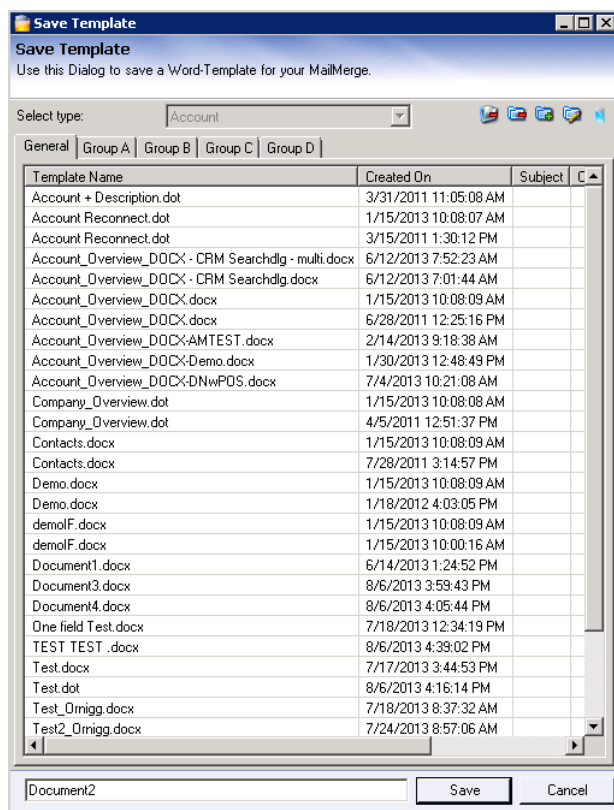 Save Template
Save Template
Use this Dialog to save a Word-Template for your MailMerge.
Select type: Account
General Group A Group B Group C Group D
Template Name Created On Subject C
Account + Description.dot 3/31/2011 11:05:08 AM
Account Reconnect.dot 1/15/2013 10:08:07 AM
Account Reconnect.dot 3/15/2011 1:30:12 PM
Account_Overview_DOCX - CRM Searchdlg - multi.docx 6/12/2013 7:52:23 AM
Account_Overview_DOCX - CRM Searchdlg.docx 6/12/2013 7:01:44 AM
Account_Overview_DOCX.docx 1/15/2013 10:08:09 AM
Account_Overview_DOCX.docx 6/28/2011 12:25:16 PM
Account_Overview_DOCX-AMTEST.docx 2/14/2013 9:18:38 AM
Account_Overview_DOCX-Demo.docx 1/30/2013 12:48:49 PM
Account_Overview_DOCX-DNwPOS.docx 7/4/2013 10:21:08 AM
Company_Overview.dot 1/15/2013 10:08:08 AM
Company_Overview.dot 4/5/2011 12:51:37 PM
Contacts.docx 1/15/2013 10:08:09 AM
Contacts.docx 7/28/2011 3:14:57 PM
Demo.docx 1/15/2013 10:08:09 AM
Demo.docx 1/18/2012 4:03:05 PM
demoIF.docx 1/15/2013 10:08:09 AM
demoIF.docx 1/15/2013 10:00:16 AM
Document1.docx 6/14/2013 1:24:52 PM
Document3.docx 8/6/2013 3:59:43 PM
Document4.docx 8/6/2013 4:05:44 PM
One field Test.docx 7/18/2013 12:34:19 PM
TEST TEST .docx 8/6/2013 4:39:02 PM
Test.docx 7/17/2013 3:44:53 PM
Test.dot 8/6/2013 4:16:14 PM
Test_Ornigg.docx 7/18/2013 8:37:32 AM
Test2_Ornigg.docx 7/24/2013 8:57:06 AM
Document2 Save Cancel